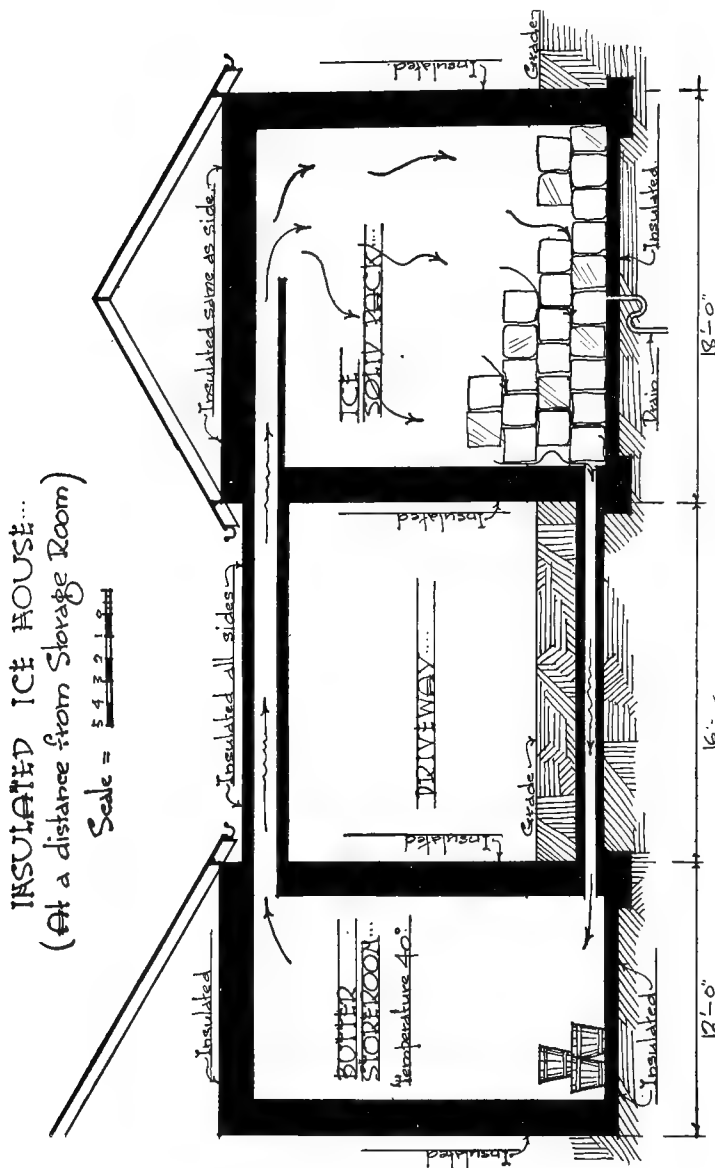 INSULATED ICE HOUSE...
(At a distance from Storage Room)
Scale = 5 4 3 2 1 0
Insulated
Insulated all sides
Insulated same as side
BUTTER
STOREROOM...
Temperature 40°
DRIVEWAY....
ICE
SOLID PACK....
Insulated
Insulated
Insulated
Insulated
Grade
Grade
Insulated
Drain
Insulated
12'-0"
18'-0"